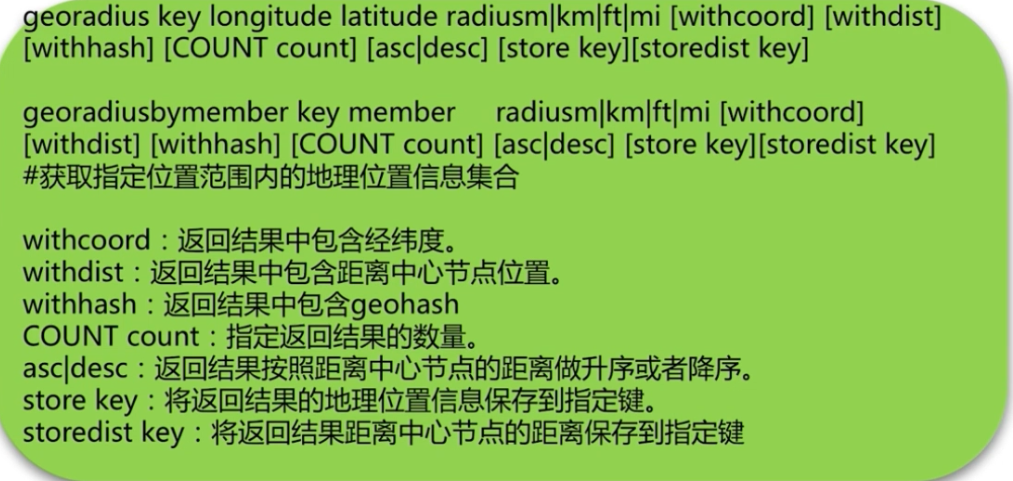 georadius key longitude latitude radiusm|km|ft|mi [withcoord] [withdist]
[withhash] [COUNT count] [asc|desc] [store key][storedist key]
georadiusbymember key member radiusm|km|ft|mi [withcoord]
[withdist] [withhash] [COUNT count] [asc|desc] [store key][storedist key]
#获取指定位置范围内的地理位置信息集合
withcoord：返回结果中包含经纬度。
withdist：返回结果中包含距离中心节点位置。
withhash：返回结果中包含geohash
COUNT count：指定返回结果的数量。
asc|desc：返回结果按照距离中心节点的距离做升序或者降序。
store key：将返回结果的地理位置信息保存到指定键。
storedist key：将返回结果距离中心节点的距离保存到指定键